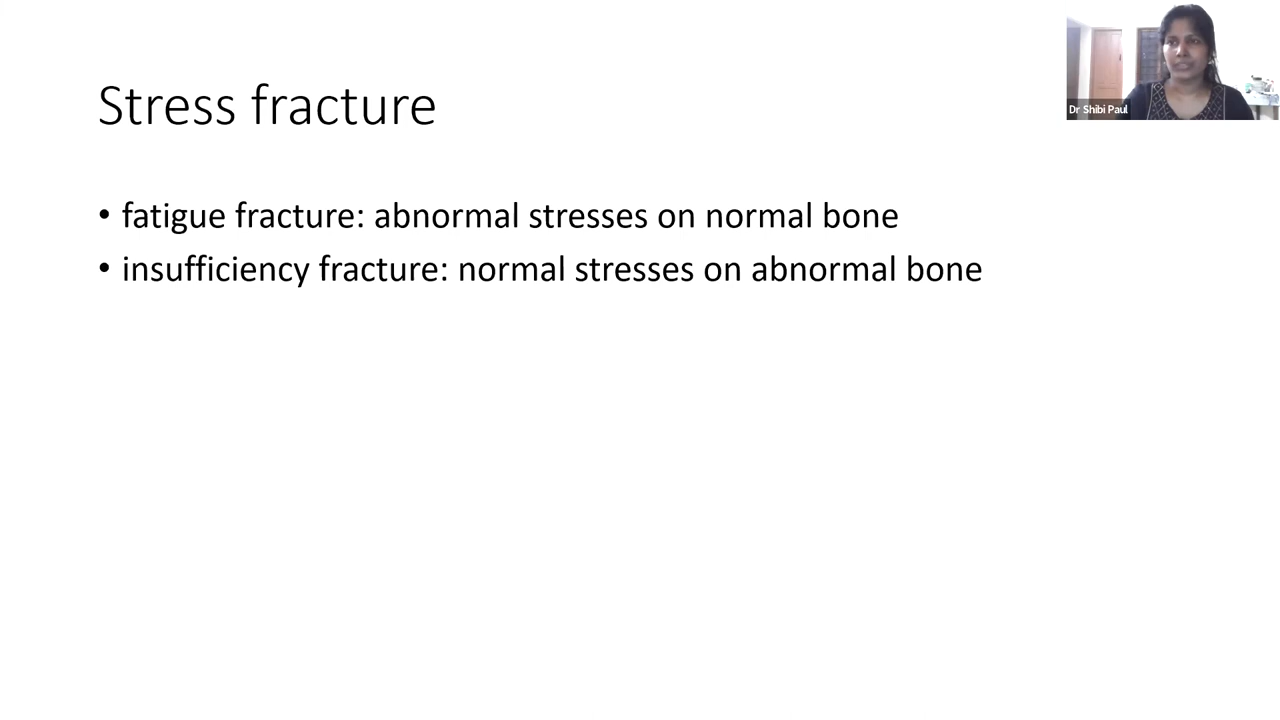 Stress fracture
Dr Shibi Paul
• fatigue fracture: abnormal stresses on normal bone
• insufficiency fracture: normal stresses on abnormal bone